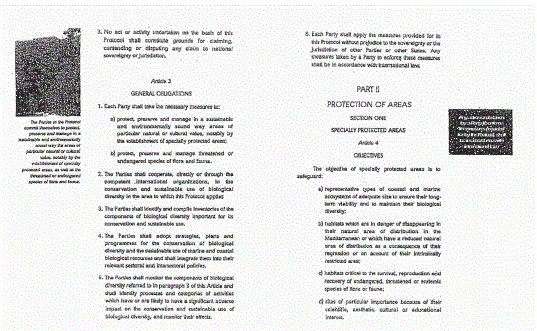 3. No act or activity undertaken on the basis of this
Protocol shall constitute grounds for claiming,
contending or disputing any claim to national
sovereignty or jurisdiction.
Article 3
GENERAL OBLIGATIONS
1. Each Party shall take the necessary measures to:
a) protect, preserve and manage in a sustainable
and environmentally sound way areas of
particular natural or cultural value, notably by
the establishment of specially protected areas;
b) protect, preserve and manage threatened or
endangered species of flora and fauna.
2. The Parties shall cooperate, directly or through the
competent international organizations, in the
conservation and sustainable use of biological
diversity in the area to which this Protocol applies.
3. The Parties shall identify and compile inventories of the
components of biological diversity important for its
conservation and sustainable use.
4. The Parties shall adopt strategies, plans and
programmes for the conservation of biological
diversity and the sustainable use of marine and coastal
biological resources and shall integrate them into their
relevant sectoral and intersectoral policies.
5. The Parties shall monitor the components of biological
diversity referred to in paragraph 3 of this Article and
shall identify processes and categories of activities
which have or are likely to have a significant adverse
impact on the conservation and sustainable use of
biological diversity, and monitor their effects.
The Parties to the Protocol
commit themselves to protect,
preserve and manage in a
sustainable and environmentally
sound way the areas of
particular natural or cultural
value, notably by the
establishment of specially
protected areas, as well as the
threatened or endangered
species of flora and fauna.
6. Each Party shall apply the measures provided for in
this Protocol without prejudice to the sovereignty or the
jurisdiction of other Parties or other States. Any
measures taken by a Party to enforce these measures
shall be in accordance with international law.
PART II
PROTECTION OF AREAS
SECTION ONE
SPECIALLY PROTECTED AREAS
Article 4
OBJECTIVES
The objective of specially protected areas is to
safeguard:
a) representative types of coastal and marine
ecosystems of adequate size to ensure their long-
term viability and to maintain their biological
diversity;
b) habitats which are in danger of disappearing in
their natural area of distribution in the
Mediterranean or which have a reduced natural
area of distribution as a consequence of their
regression or on account of their intrinsically
restricted area;
c) habitats critical to the survival, reproduction and
recovery of endangered, threatened or endemic
species of flora or fauna;
d) sites of particular importance because of their
scientific, aesthetic, cultural or educational
interest.